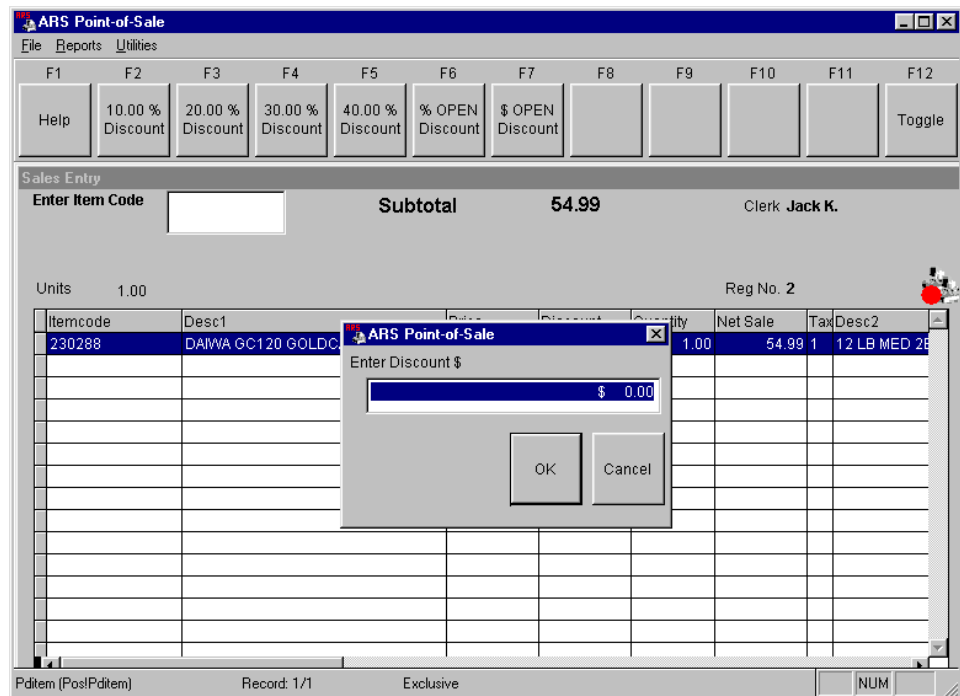 ARS Point-of-Sale
File Reports Utilities
F1 F2 F3 F4 F5 F6 F7 F8 F9 F10 F11 F12
Help
10.00 %
Discount
20.00 %
Discount
30.00 %
Discount
40.00 %
Discount
% OPEN
Discount
$ OPEN
Discount
Toggle
Sales Entry
Enter Item Code
Subtotal 54.99
Clerk Jack K.
Units 1.00
Reg No. 2
Itemcode Desc1 Net Sale Tax Desc2
230288 DAIWA GC120 1.00 54.99 1 12 LB MED
ARS Point-of-Sale
Enter Discount $
$ 0.00
OK Cancel
Pditem (Pos!Pditem) Record: 1/1 Exclusive NUM